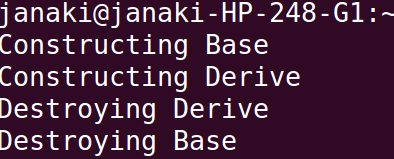 janaki@janaki-HP-248-G1:~
Constructing Base
Constructing Derive
Destroying Derive
Destroying Base